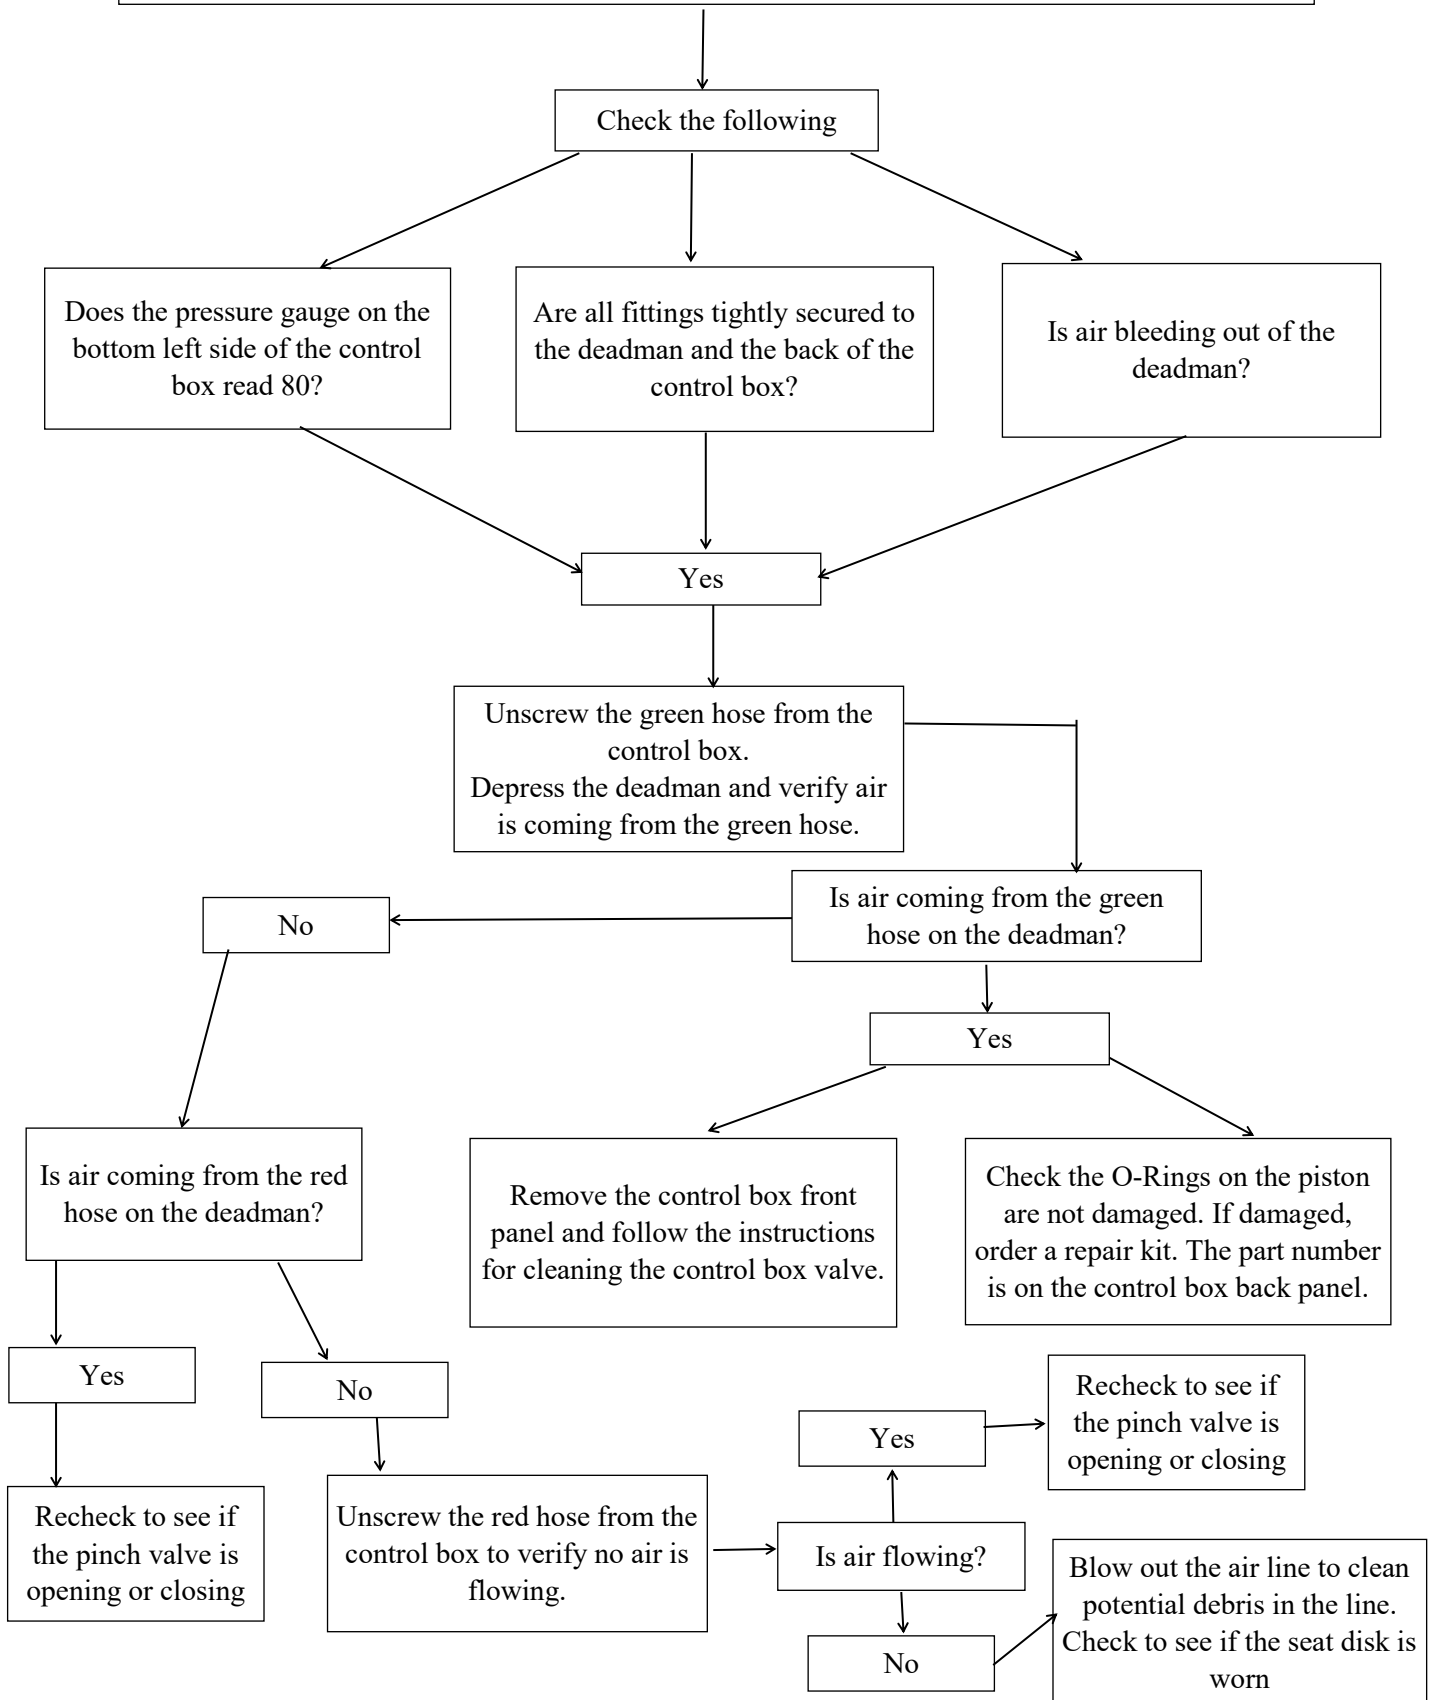 Check the following
Does the pressure gauge on the
bottom left side of the control
box read 80?
Are all fittings tightly secured to
the deadman and the back of the
control box?
Is air bleeding out of the
deadman?
Yes
Unscrew the green hose from the
control box.
Depress the deadman and verify air
is coming from the green hose.
Is air coming from the green
hose on the deadman?
No
Yes
Is air coming from the red
hose on the deadman?
Remove the control box front
panel and follow the instructions
for cleaning the control box valve.
Check the O-Rings on the piston
are not damaged. If damaged,
order a repair kit. The part number
is on the control box back panel.
Yes
No
Recheck to see if
the pinch valve is
opening or closing
Unscrew the red hose from the
control box to verify no air is
flowing.
Is air flowing?
Yes
Recheck to see if
the pinch valve is
opening or closing
No
Blow out the air line to clean
potential debris in the line.
Check to see if the seat disk is
worn